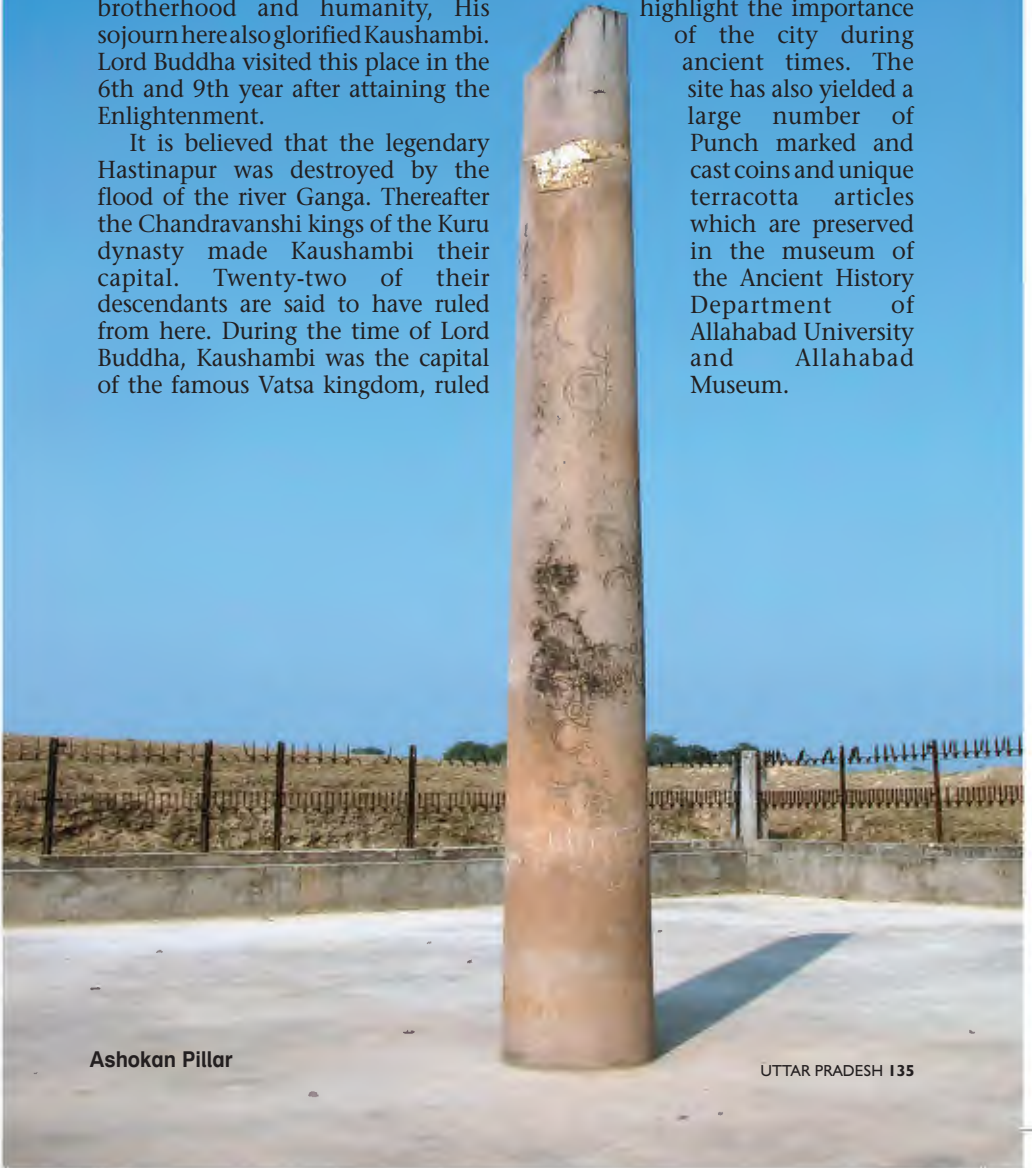 brotherhood and humanity, His
sojourn here also glorified Kaushambi.
Lord Buddha visited this place in the
6th and 9th year after attaining the
Enlightenment.
It is believed that the legendary
Hastinapur was destroyed by the
flood of the river Ganga. Thereafter
the Chandravanshi kings of the Kuru
dynasty made Kaushambi their
capital. Twenty-two of their
descendants are said to have ruled
from here. During the time of Lord
Buddha, Kaushambi was the capital
of the famous Vatsa kingdom, ruled
highlight the importance
of the city during
ancient times. The
site has also yielded a
large number of
Punch marked and
cast coins and unique
terracotta articles
which are preserved
in the museum of
the Ancient History
Department of
Allahabad University
and Allahabad
Museum.
Ashokan Pillar
UTTAR PRADESH 135